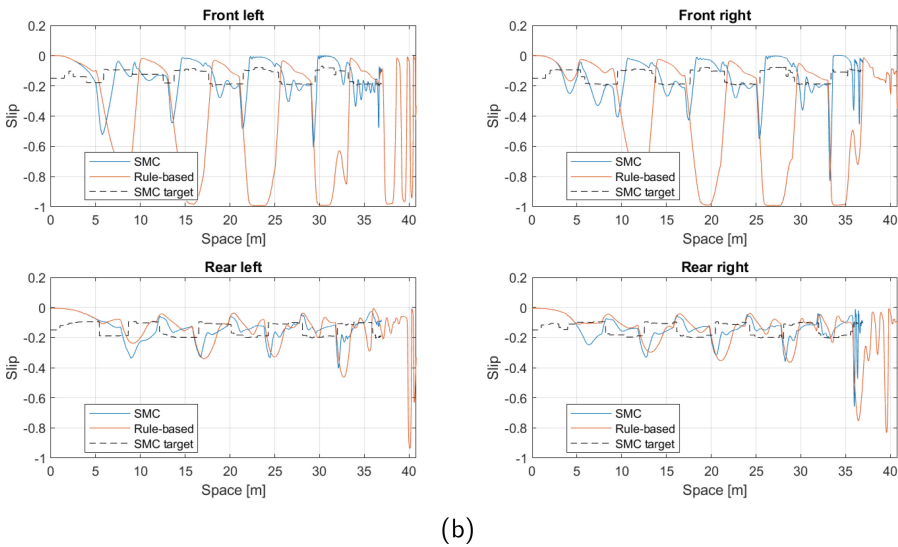 Front left
0.2
0
-0.2
-0.4
-0.6
-0.8
-1
Slip
SMC
Rule-based
SMC target
0 5 10 15 20 25 30 35 40
Space [m]
Front right
0.2
0
-0.2
-0.4
-0.6
-0.8
-1
Slip
SMC
Rule-based
SMC target
0 5 10 15 20 25 30 35 40
Space [m]
Rear left
0.2
0
-0.2
-0.4
-0.6
-0.8
-1
Slip
SMC
Rule-based
SMC target
0 5 10 15 20 25 30 35 40
Space [m]
Rear right
0.2
0
-0.2
-0.4
-0.6
-0.8
-1
Slip
SMC
Rule-based
SMC target
0 5 10 15 20 25 30 35 40
Space [m]
(b)